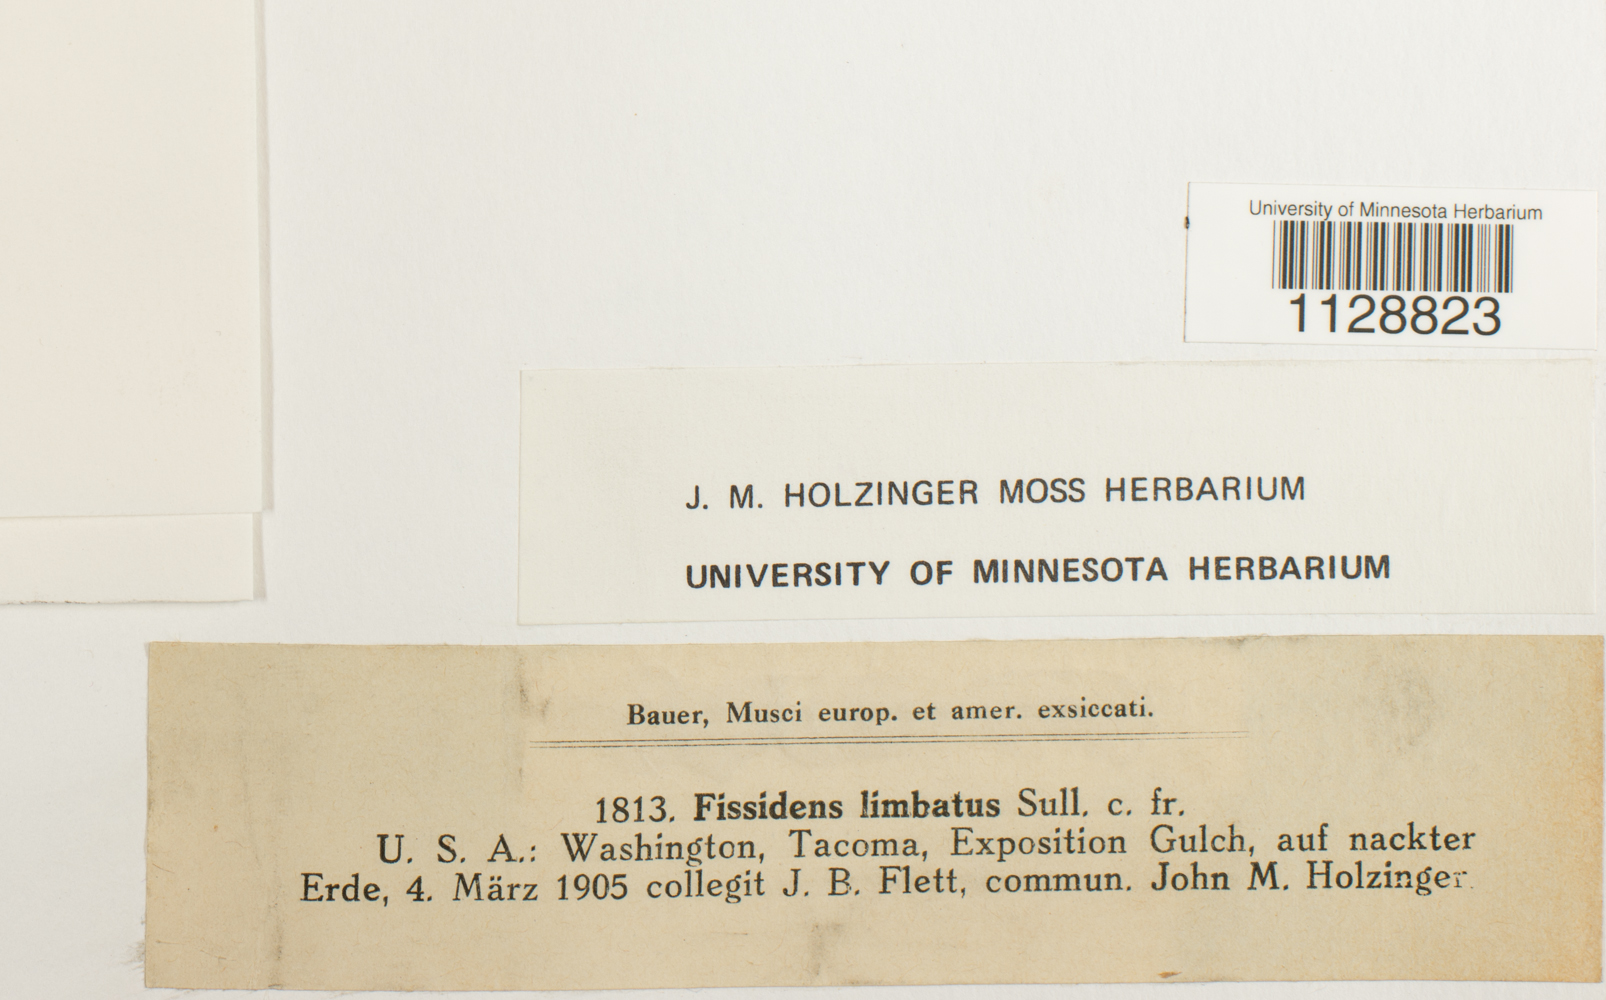 University of Minnesota Herbarium
1128823
J. M. HOLZINGER MOSS HERBARIUM
UNIVERSITY OF MINNESOTA HERBARIUM
Bauer, Musci europ. et amer. exsiccati.
1813. Fissidens limbatus Sull. c. fr.
U. S. A.: Washington, Tacoma, Exposition Gulch, auf nackter
Erde, 4. März 1905 collegit J. B. Flett, commun. John M. Holzinger.